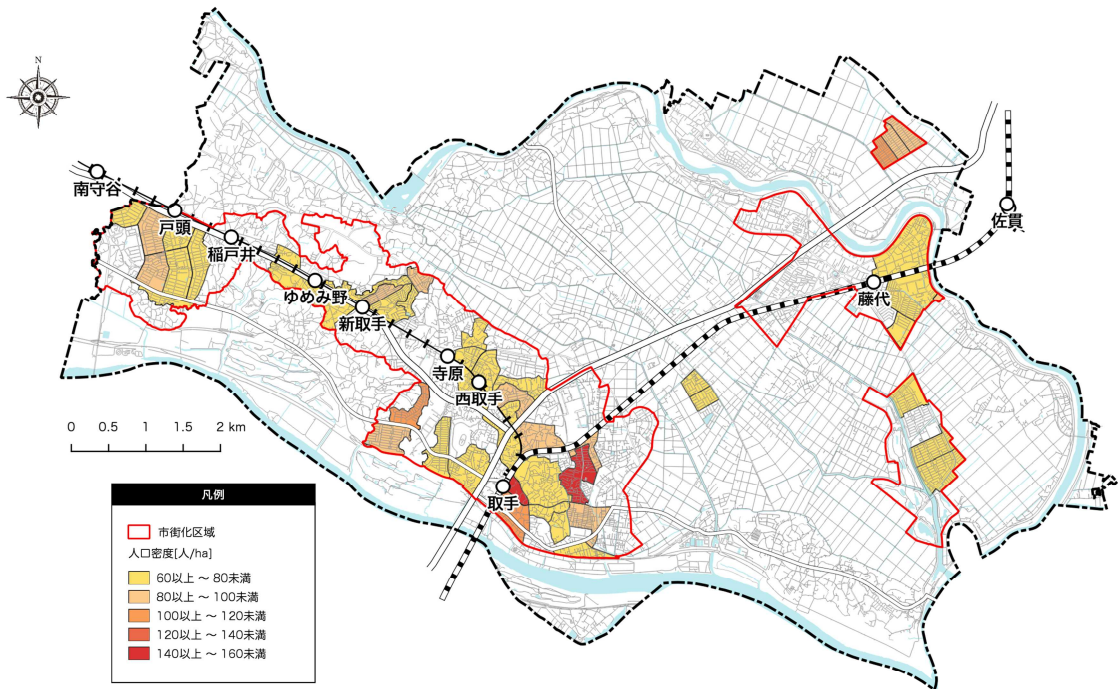 N
南守谷
戸頭
稲戸井
ゆめみ野
新取手
寺原
西取手
取手
藤代
佐貫
0 0.5 1 1.5 2 km
凡例
市街化区域
人口密度[人/ha]
60以上 ～ 80未満
80以上 ～ 100未満
100以上 ～ 120未満
120以上 ～ 140未満
140以上 ～ 160未満